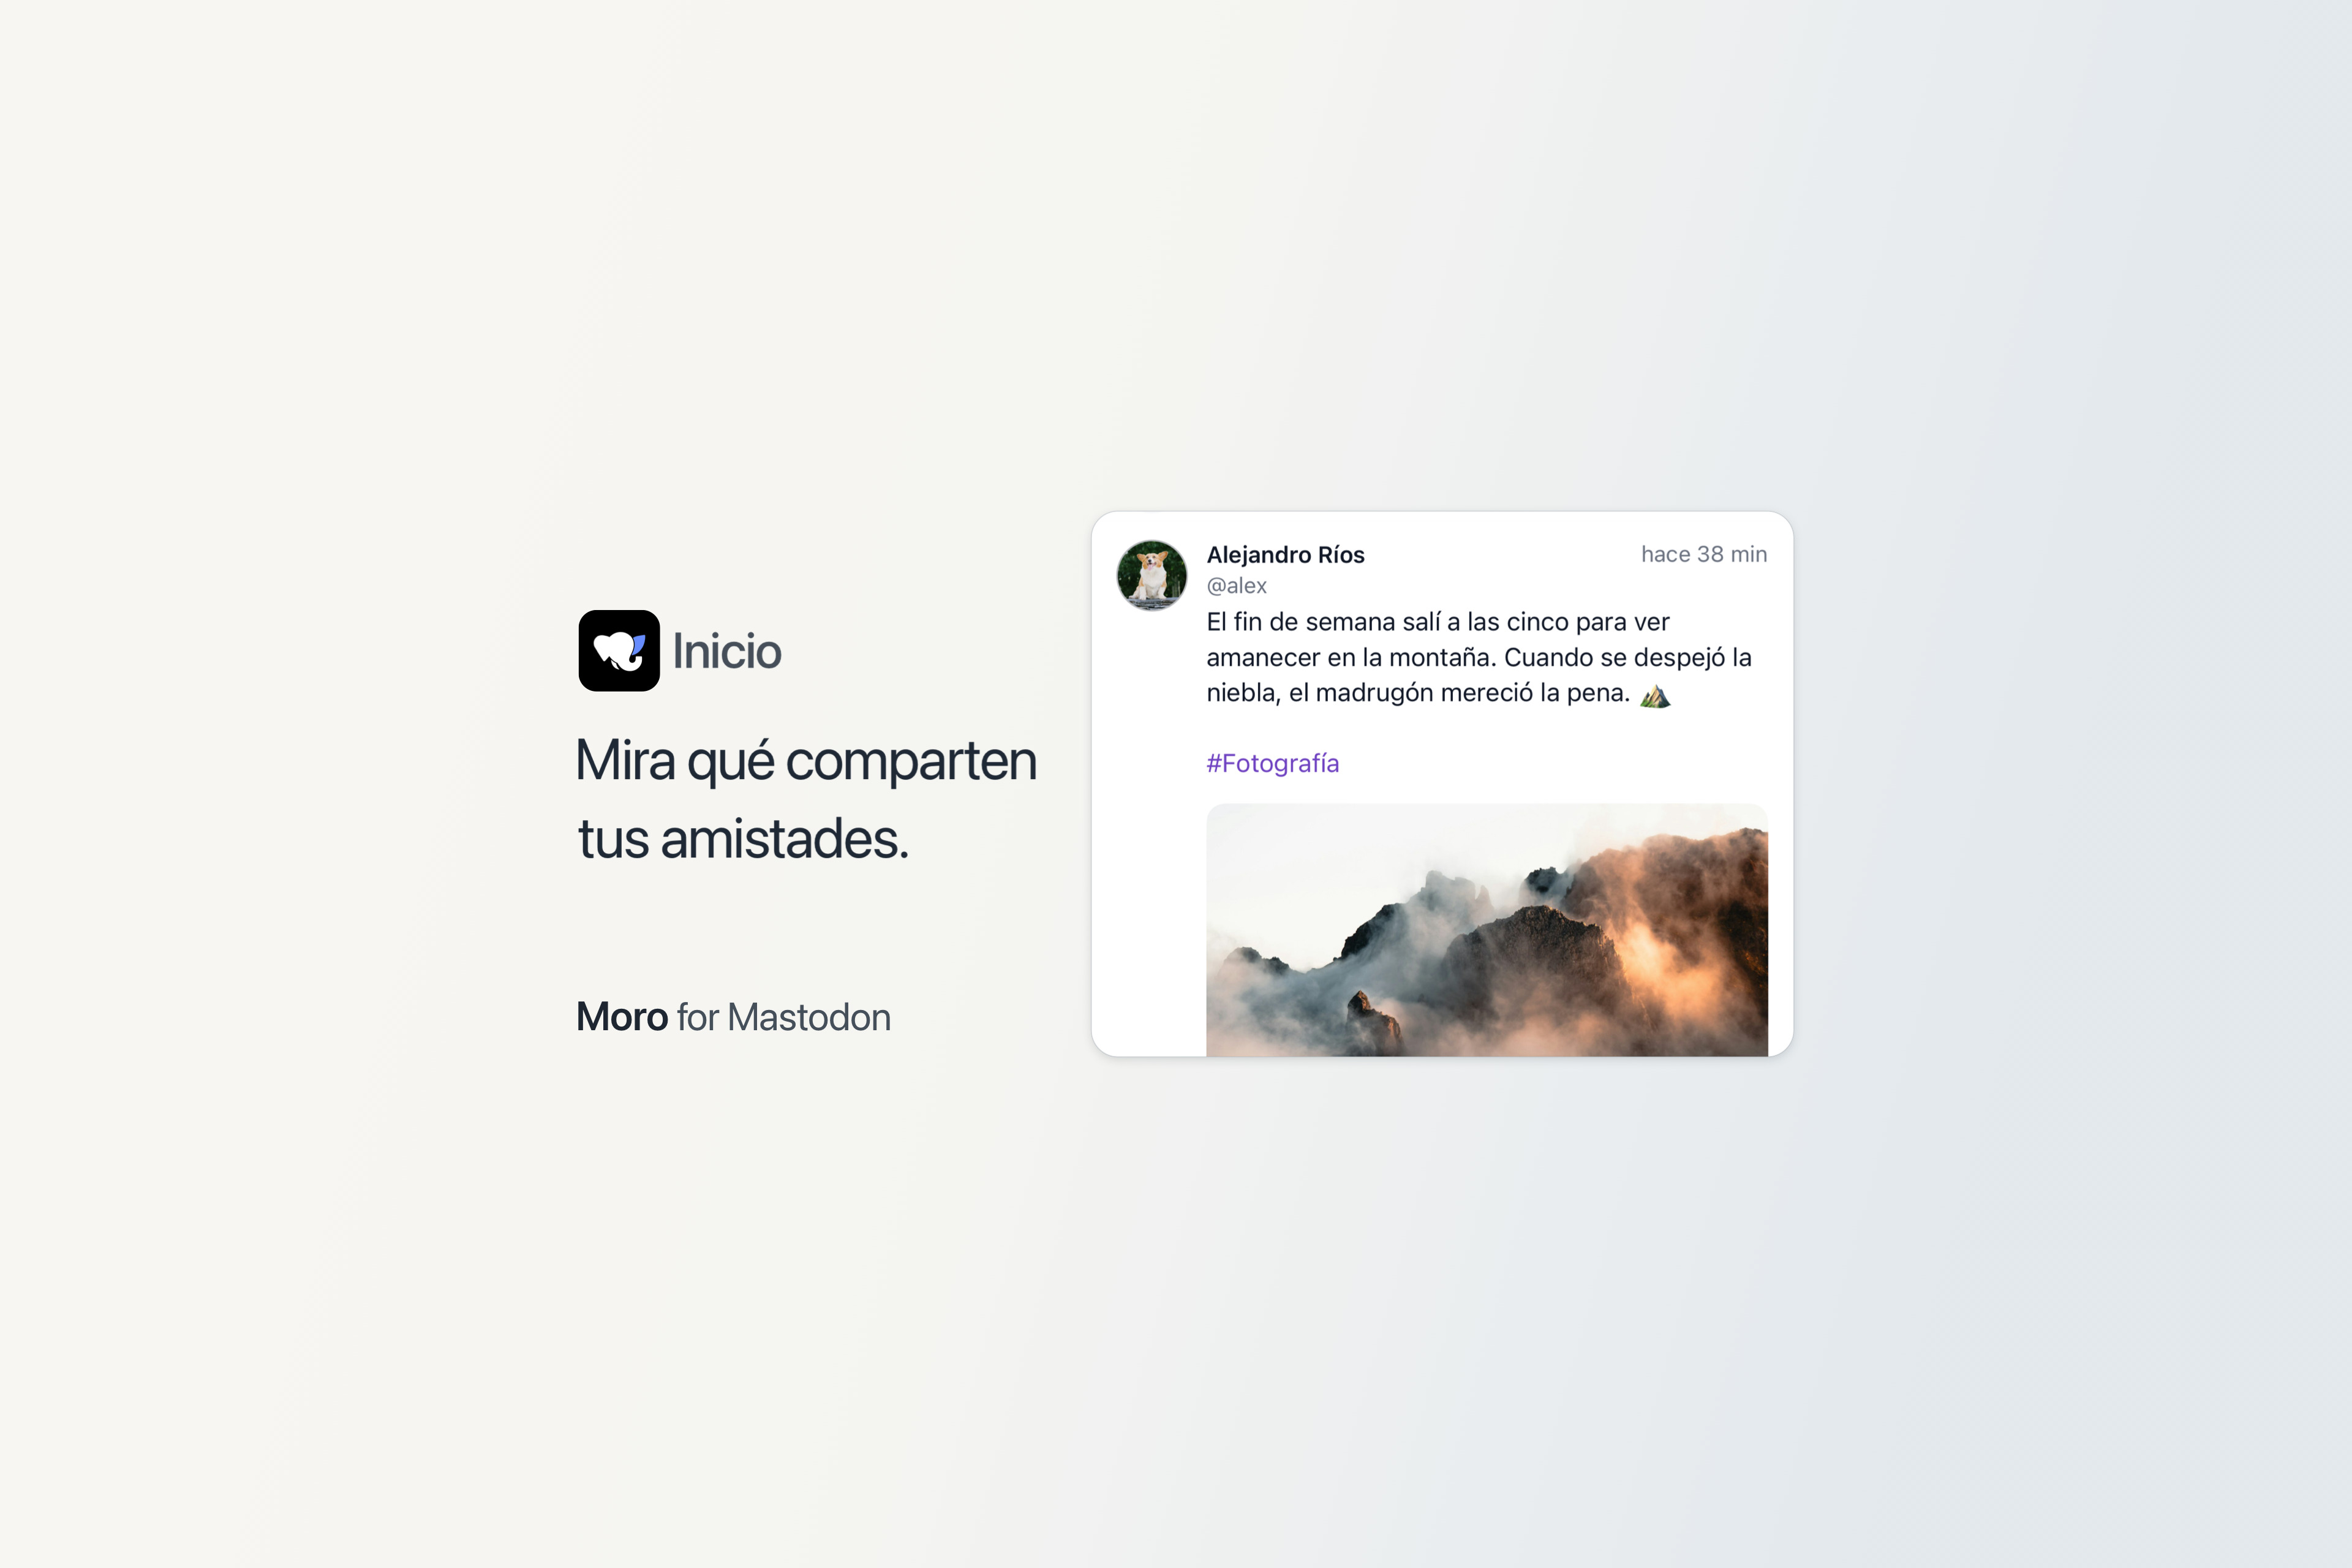 Inicio
Mira qué comparten
tus amistades.
Moro for Mastodon
Alejandro Ríos
hace 38 min
@alex
El fin de semana salí a las cinco para ver
amanecer en la montaña. Cuando se despejó la
niebla, el madrugón mereció la pena. ⛰️
#Fotografía